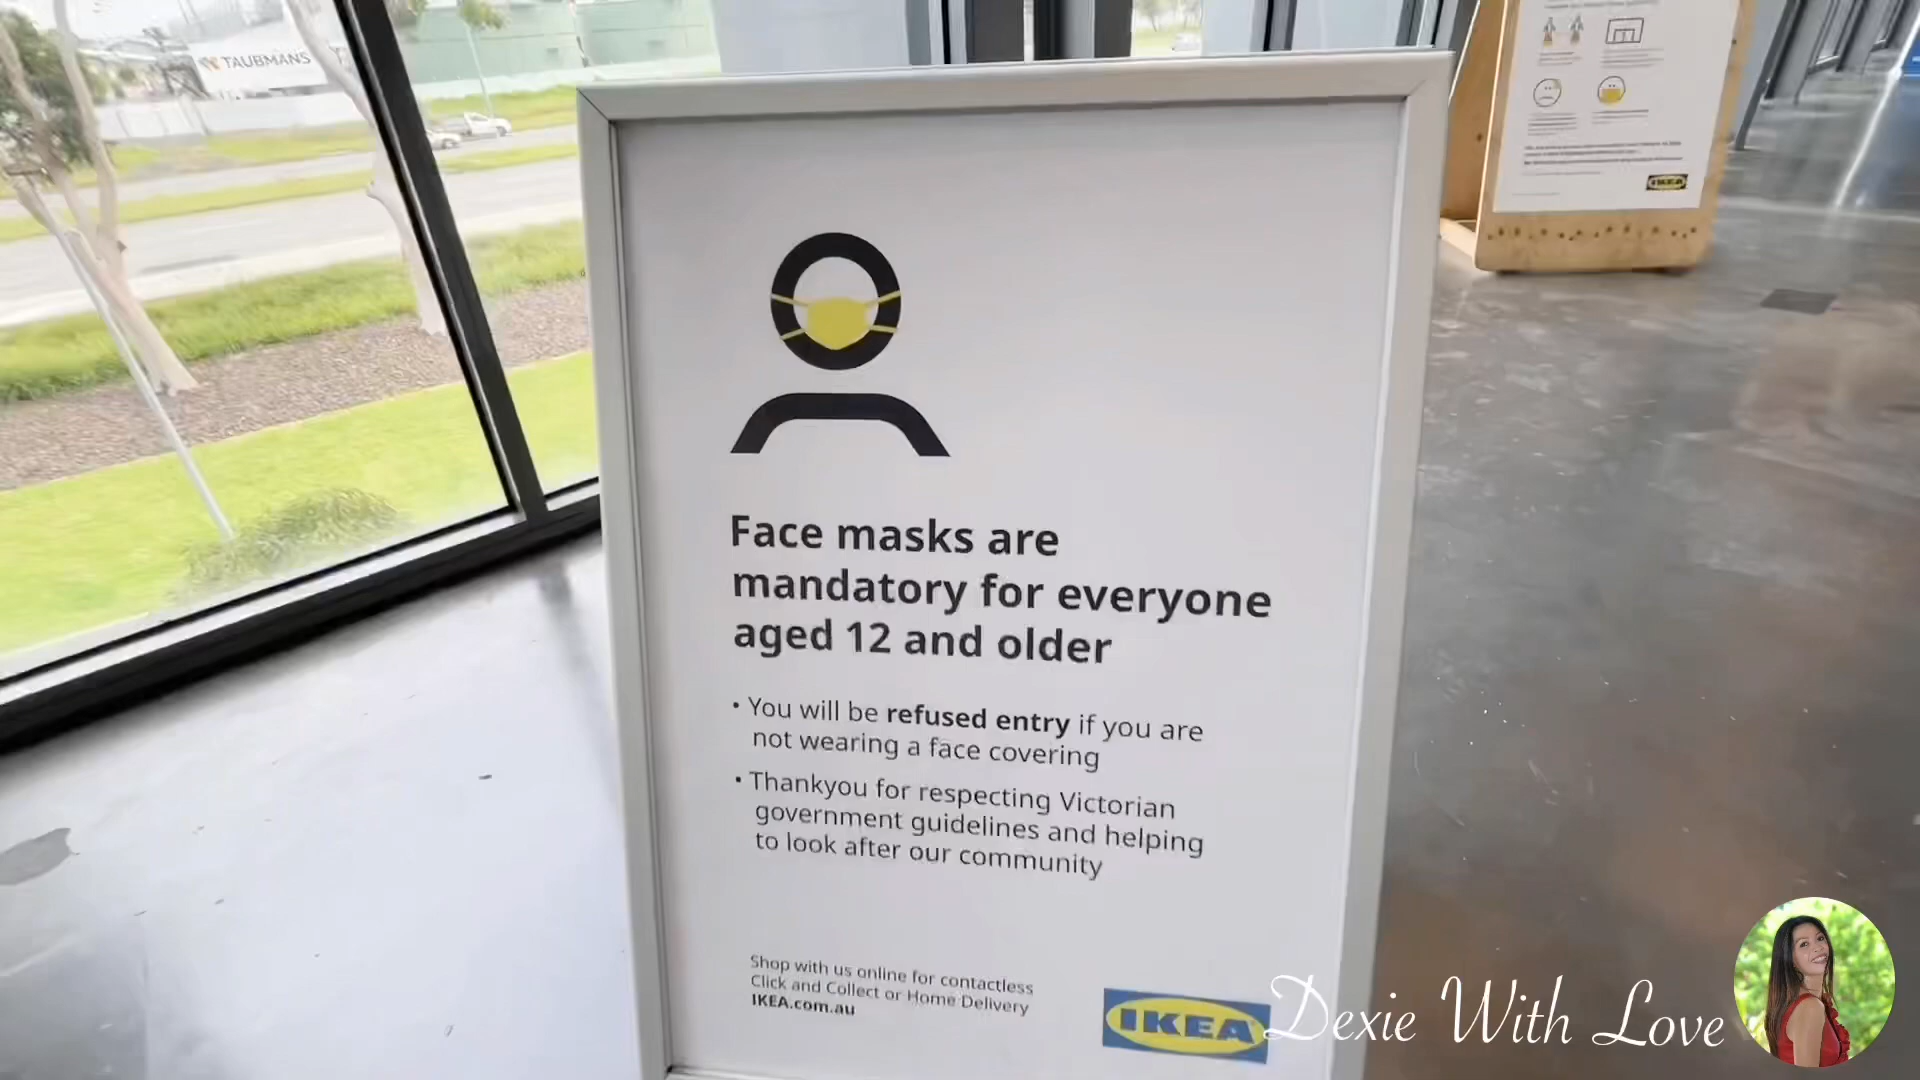 TAUBMANS
IKEA
Face masks are
mandatory for everyone
aged 12 and older
• You will be refused entry if you are
not wearing a face covering
• Thankyou for respecting Victorian
government guidelines and helping
to look after our community
Shop with us online for contactless
Click and Collect or Home Delivery
IKEA.com.au
IKEA
Dexie With Love